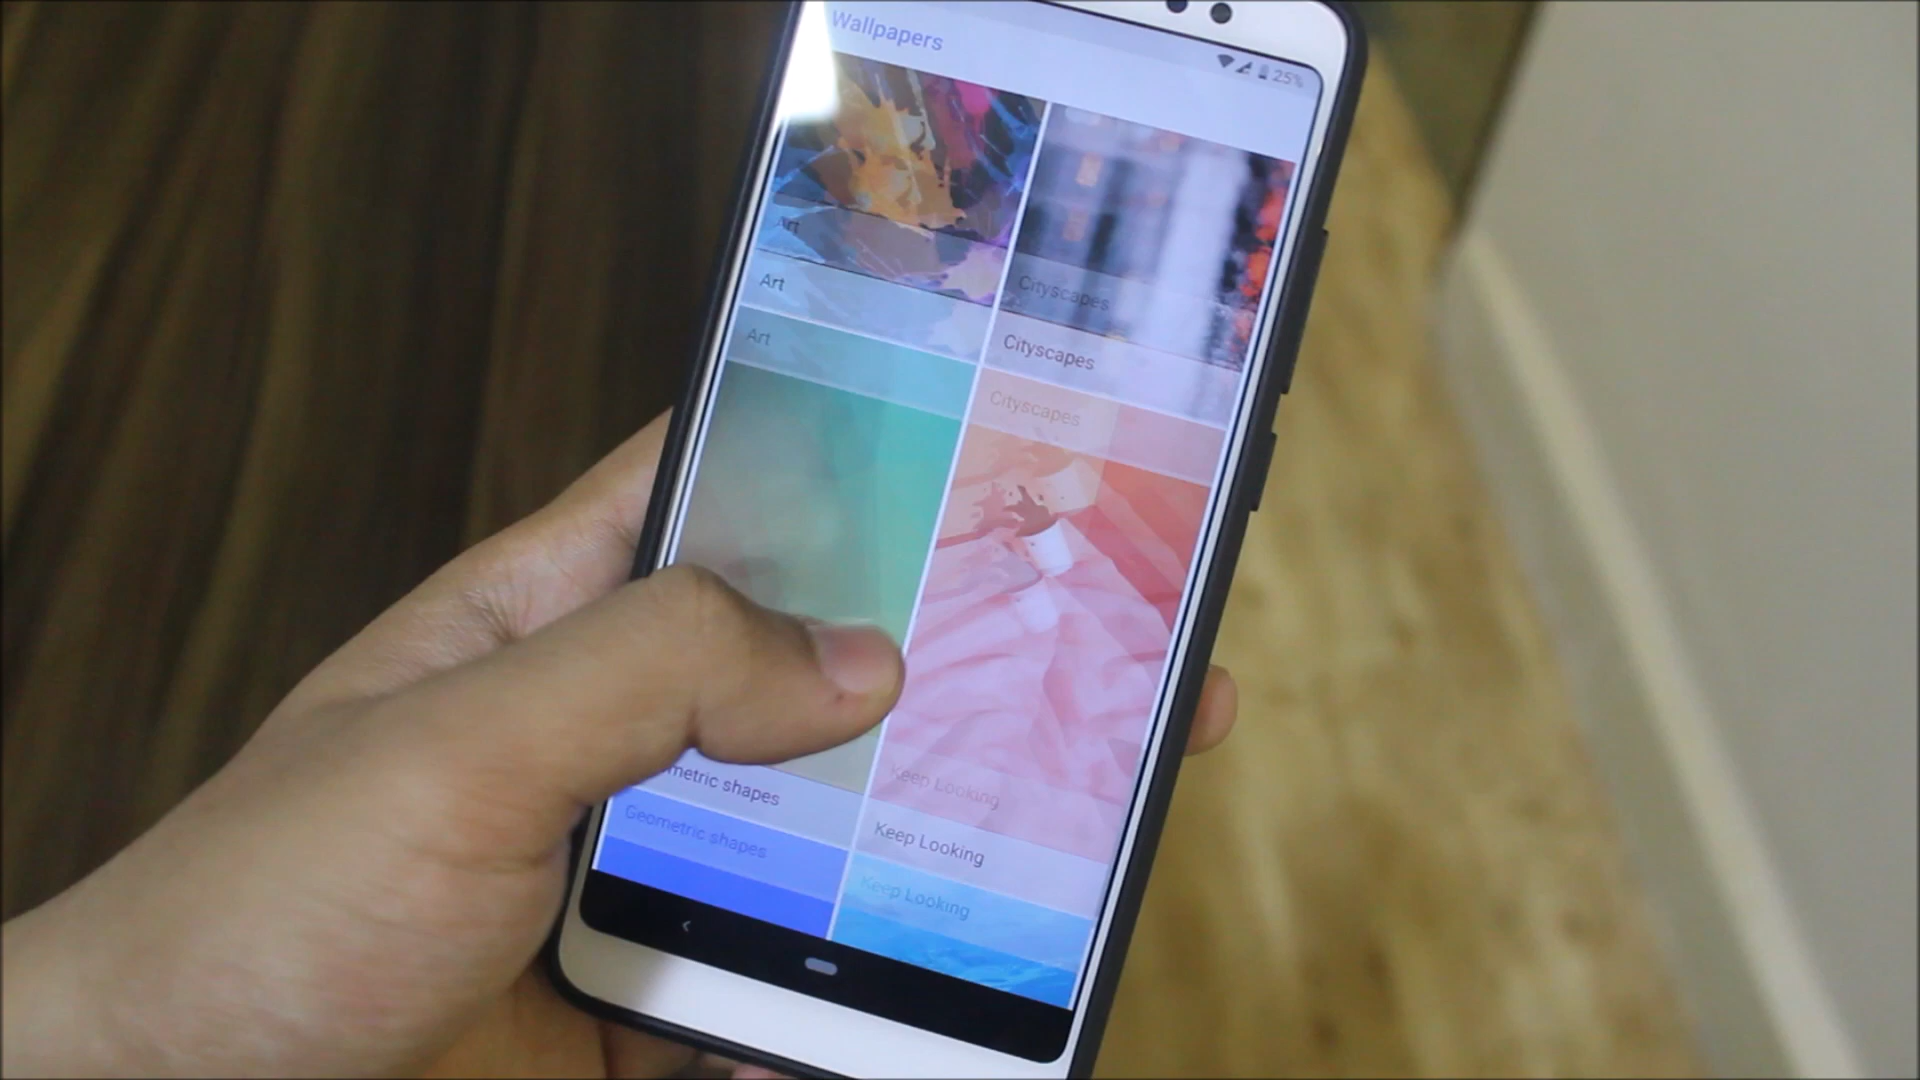 Wallpapers
25%
Art
Art
Art
Cityscapes
Cityscapes
Cityscapes
metric shapes
Geometric shapes
Keep Looking
Keep Looking
Keep Looking